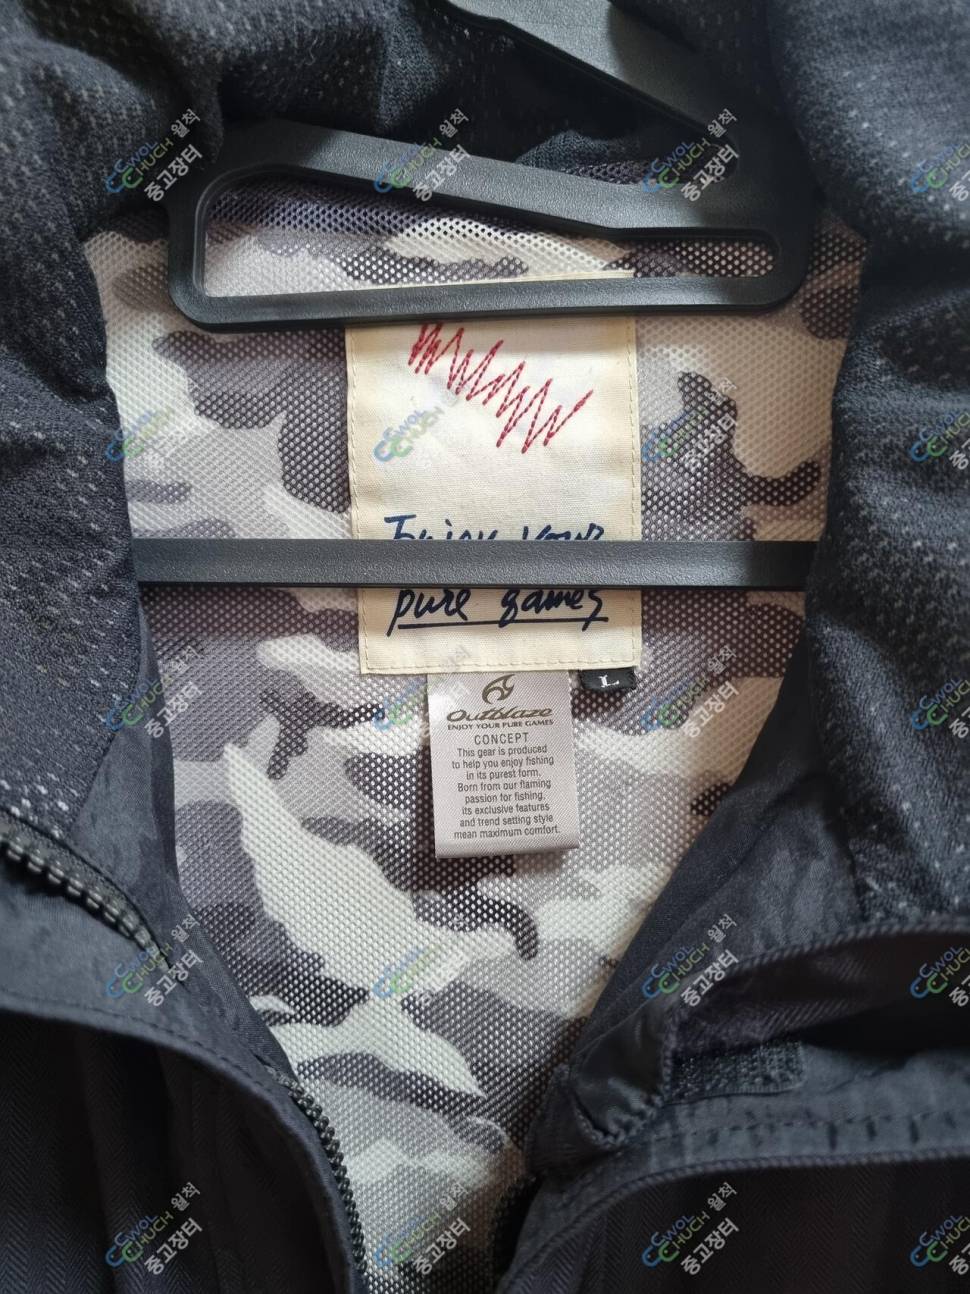 Enjoy your
pure games
L
Outblaze
ENJOY YOUR PURE GAMES
CONCEPT
This gear is produced
to help you enjoy fishing
in its purest form.
Born from our flaming
passion for fishing,
its exclusive features
and trend setting style
mean maximum comfort.
CWOL
CHUCH 월척
중고장터